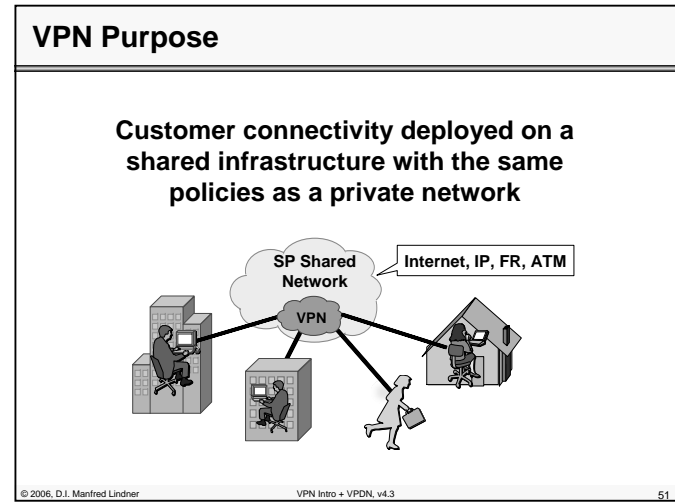 VPN Purpose
Customer connectivity deployed on a
shared infrastructure with the same
policies as a private network
SP Shared
Network
Internet, IP, FR, ATM
VPN
© 2006, D.I. Manfred Lindner
VPN Intro + VPDN, v4.3
51